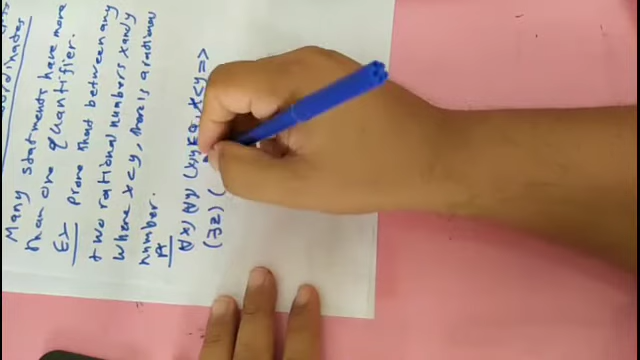 ordinates
Many statements have more
than one quantifier.
Ex prove that between any
two rational numbers x and y
where x<y, there is a rational
number.
A
(∀x) (∀y) (x,y ∈ Q, x<y =>
(∃z) (